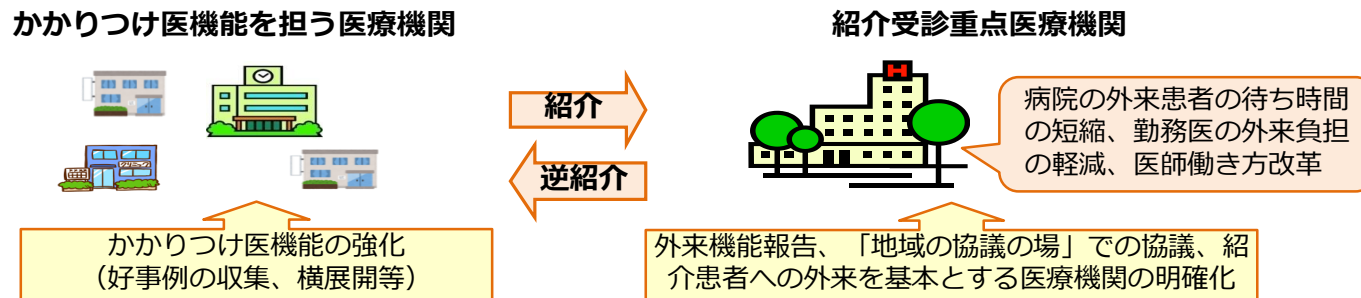 かかりつけ医機能を担う医療機関
紹介受診重点医療機関
紹介
逆紹介
病院の外来患者の待ち時間
の短縮、勤務医の外来負担
の軽減、医師働き方改革
かかりつけ医機能の強化
（好事例の収集、横展開等）
外来機能報告、「地域の協議の場」での協議、紹
介患者への外来を基本とする医療機関の明確化
H